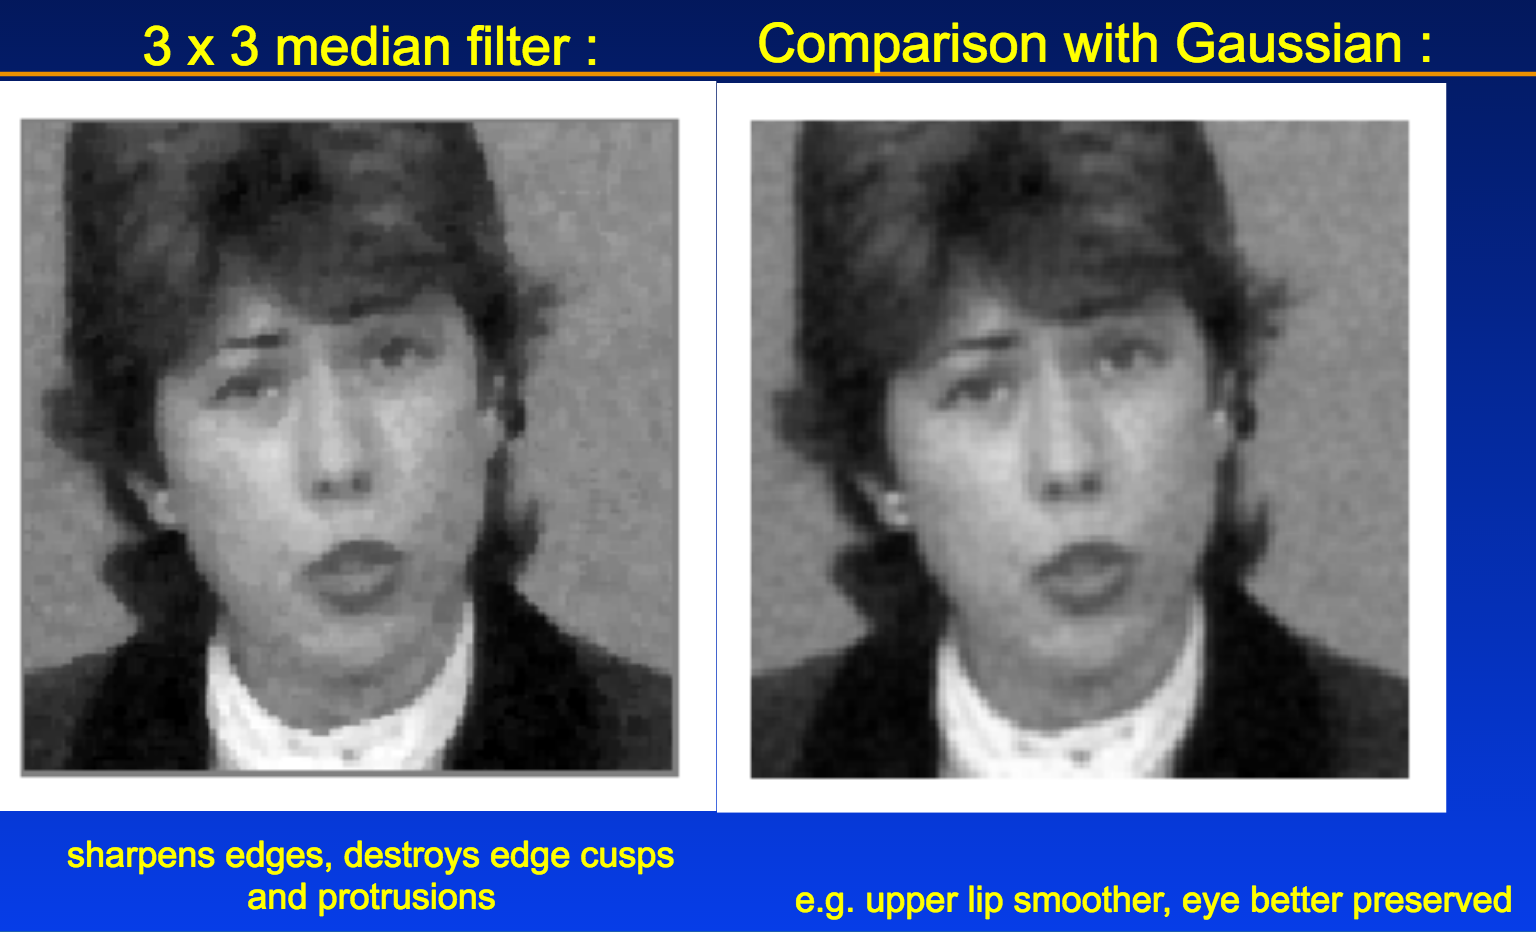 3 x 3 median filter :
Comparison with Gaussian :
sharpens edges, destroys edge cusps
and protrusions
e.g. upper lip smoother, eye better preserved